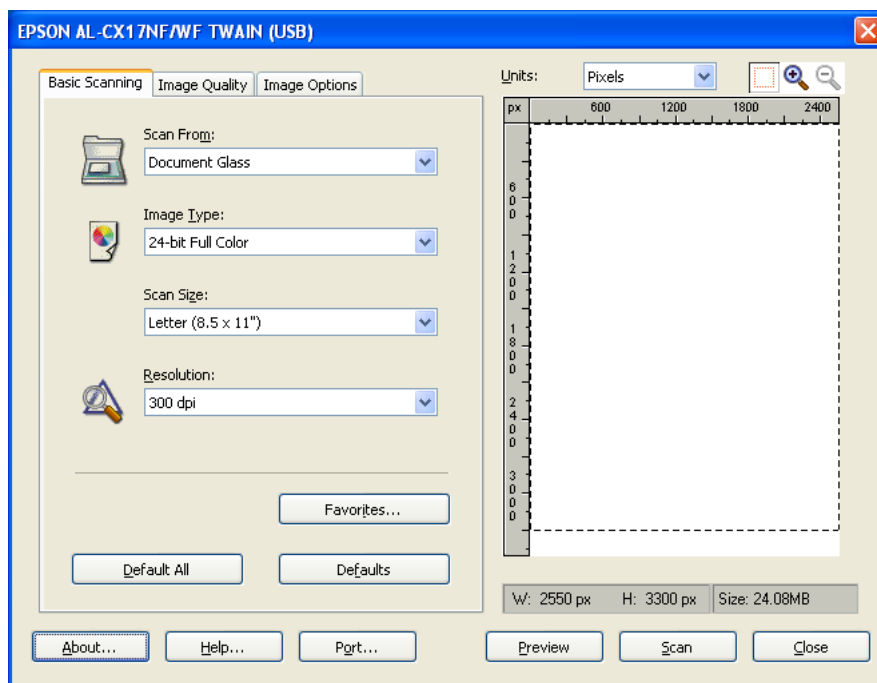 EPSON AL-CX17NF/WF TWAIN (USB)
Basic Scanning
Image Quality
Image Options
Scan From:
Document Glass
Image Type:
24-bit Full Color
Scan Size:
Letter (8.5 x 11")
Resolution:
300 dpi
Favorites...
Default All
Defaults
Units:
Pixels
px 600 1200 1800 2400
600
1200
1800
2400
3000
W: 2550 px H: 3300 px Size: 24.08MB
About...
Help...
Port...
Preview
Scan
Close